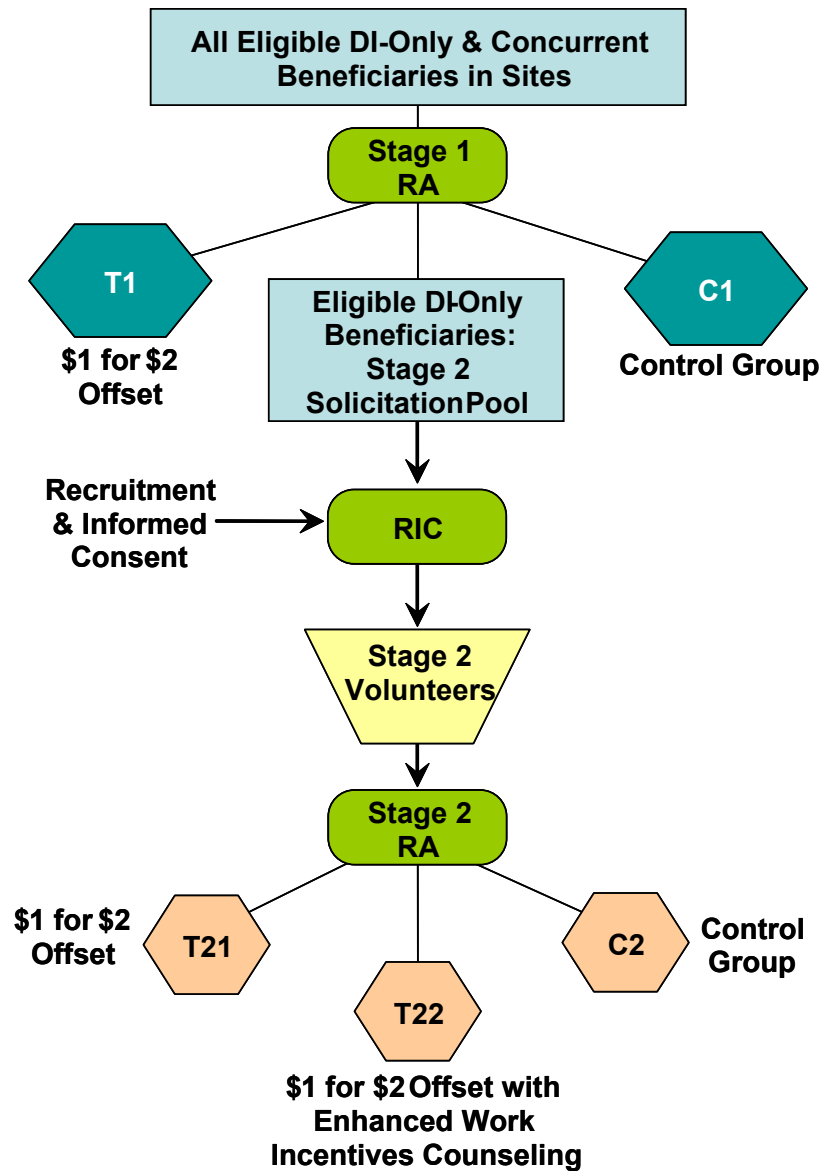 All Eligible DI-Only & Concurrent
Beneficiaries in Sites
Stage 1
RA
T1
$1 for $2
Offset
Eligible DI-Only
Beneficiaries:
Stage 2
Solicitation Pool
C1
Control Group
Recruitment
& Informed
Consent
RIC
Stage 2
Volunteers
Stage 2
RA
$1 for $2
Offset
T21
T22
$1 for $2 Offset with
Enhanced Work
Incentives Counseling
C2
Control
Group